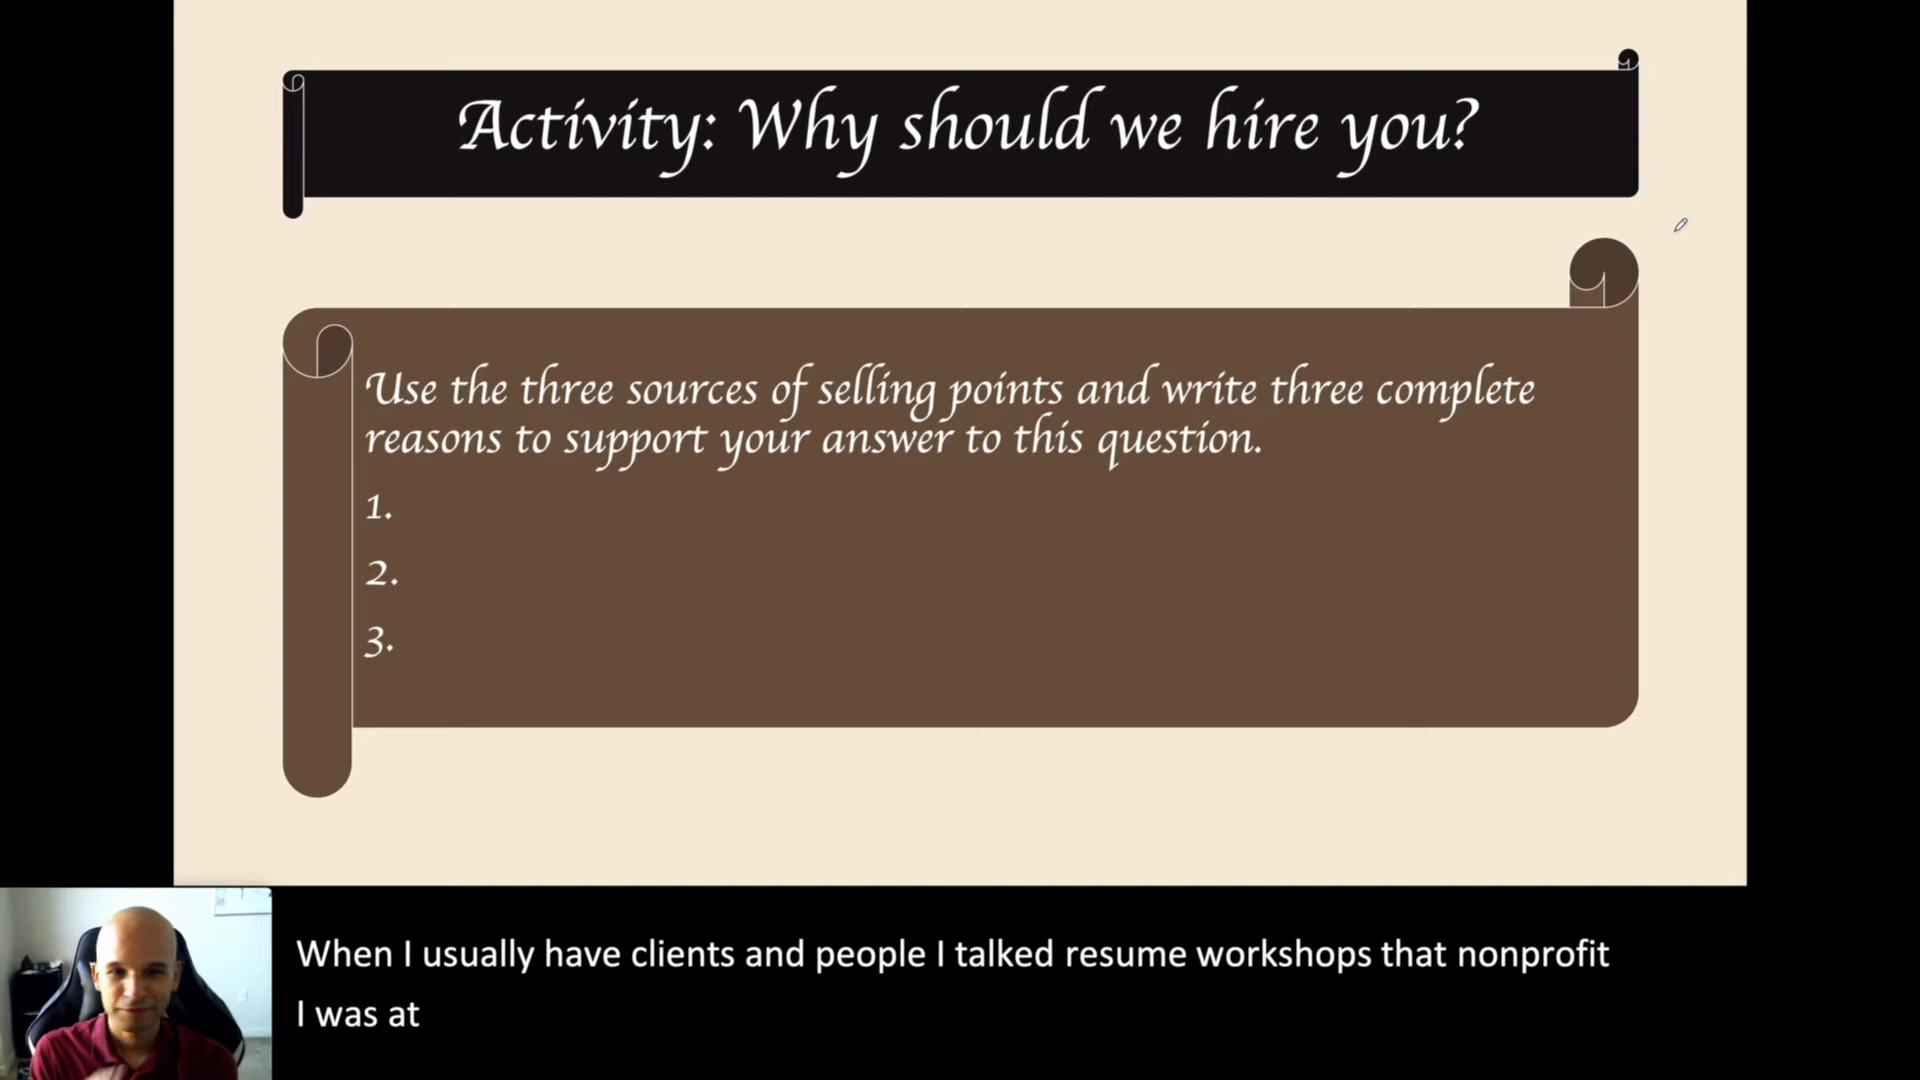 Activity: Why should we hire you?
Use the three sources of selling points and write three complete
reasons to support your answer to this question.
1.
2.
3.
When I usually have clients and people I talked resume workshops that nonprofit
I was at